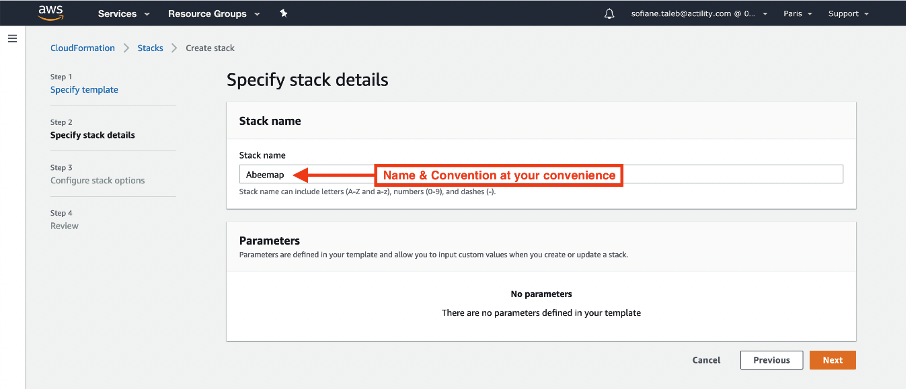 aws Services Resource Groups sofiane.taleb@actility.com @ 0... Paris Support
CloudFormation > Stacks > Create stack
Step 1
Specify template
Step 2
Specify stack details
Step 3
Configure stack options
Step 4
Review
Specify stack details
Stack name
Stack name
Abeemap Name & Convention at your convenience
Stack name can include letters (A-Z and a-z), numbers (0-9), and dashes (-).
Parameters
Parameters are defined in your template and allow you to input custom values when you create or update a stack.
No parameters
There are no parameters defined in your template
Cancel Previous Next